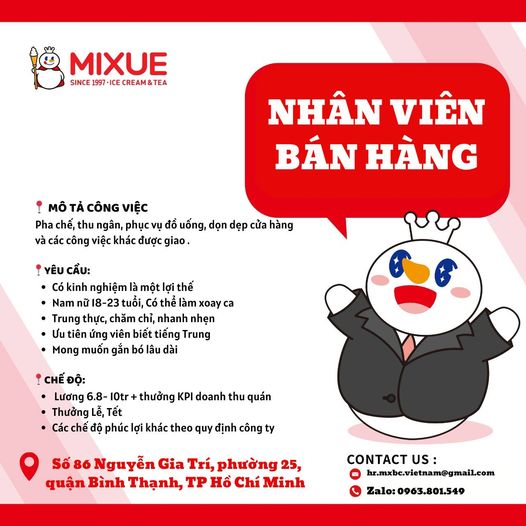 MIXUE
SINCE 1997 • ICE CREAM & TEA
NHÂN VIÊN
BÁN HÀNG
MÔ TẢ CÔNG VIỆC
Pha chế, thu ngân, phục vụ đồ uống, dọn dẹp cửa hàng
và các công việc khác được giao .
YÊU CẦU:
• Có kinh nghiệm là một lợi thế
• Nam nữ 18-23 tuổi, Có thể làm xoay ca
• Trung thực, chăm chỉ, nhanh nhẹn
• Ưu tiên ứng viên biết tiếng Trung
• Mong muốn gắn bó lâu dài
CHẾ ĐỘ:
• Lương 6.8- 10tr + thưởng KPI doanh thu quán
• Thưởng Lễ, Tết
• Các chế độ phúc lợi khác theo quy định công ty
Số 86 Nguyễn Gia Trí, phường 25,
quận Bình Thạnh, TP Hồ Chí Minh
CONTACT US :
hr.mxbc.vietnam@gmail.com
Zalo: 0963.801.549